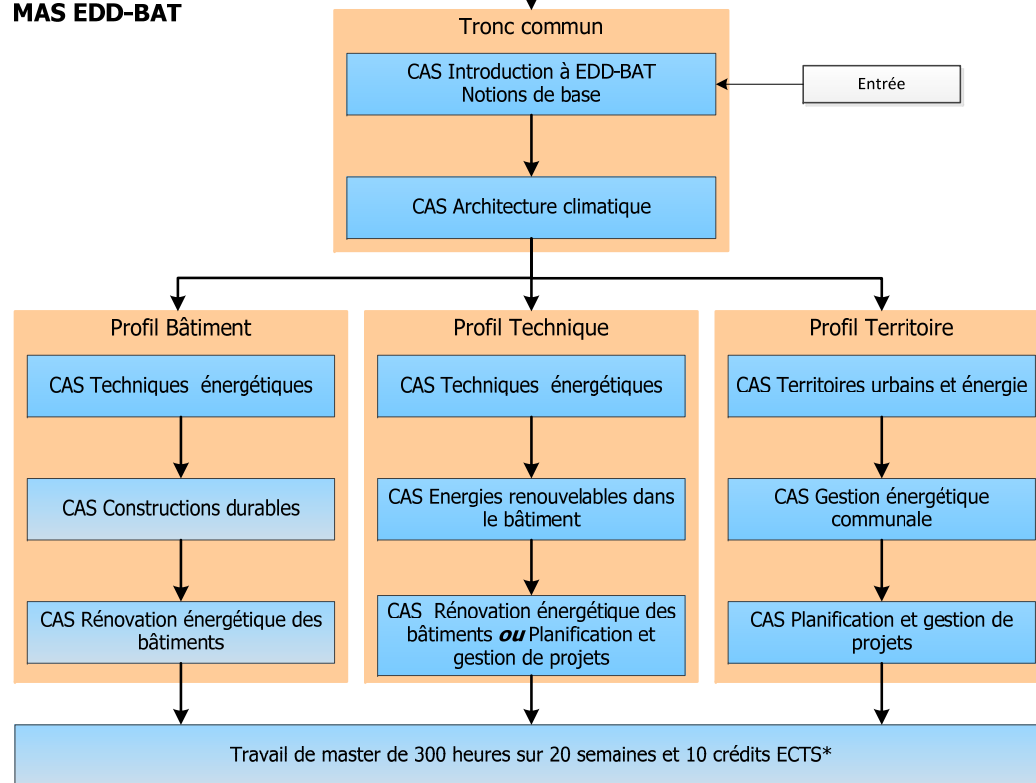 MAS EDD-BAT
Tronc commun
CAS Introduction à EDD-BAT
Notions de base
Entrée
CAS Architecture climatique
Profil Bâtiment
CAS Techniques énergétiques
CAS Constructions durables
CAS Rénovation énergétique des
bâtiments
Profil Technique
CAS Techniques énergétiques
CAS Energies renouvelables dans
le bâtiment
CAS Rénovation énergétique des
bâtiments ou Planification et
gestion de projets
Profil Territoire
CAS Territoires urbains et énergie
CAS Gestion énergétique
communale
CAS Planification et gestion de
projets
Travail de master de 300 heures sur 20 semaines et 10 crédits ECTS*